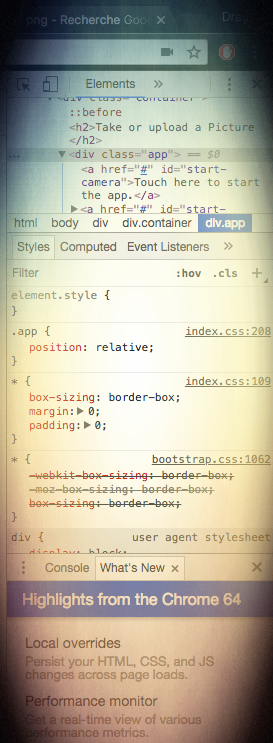 png - Recherche Goo
Elements »
<div class="container">
::before
<h2>Take or upload a Picture
</h2>
... ▼<div class="app"> == $0
<a href="#" id="start-
camera">Touch here to start
the app.</a>
▶<a href="#" id="start-
html body div div.container div.app
Styles Computed Event Listeners »
Filter :hov .cls +
element.style {
}
.app { index.css:208
position: relative;
}
* { index.css:109
box-sizing: border-box;
margin:▶0;
padding:▶0;
}
* { bootstrap.css:1062
-webkit-box-sizing: border-box;
-moz-box-sizing: border-box;
box-sizing: border-box;
}
div { user agent stylesheet
display: block;
Console What's New ×
Highlights from the Chrome 64
Local overrides
Persist your HTML, CSS, and JS
changes across page loads.
Performance monitor
Get a real-time view of various
performance metrics.